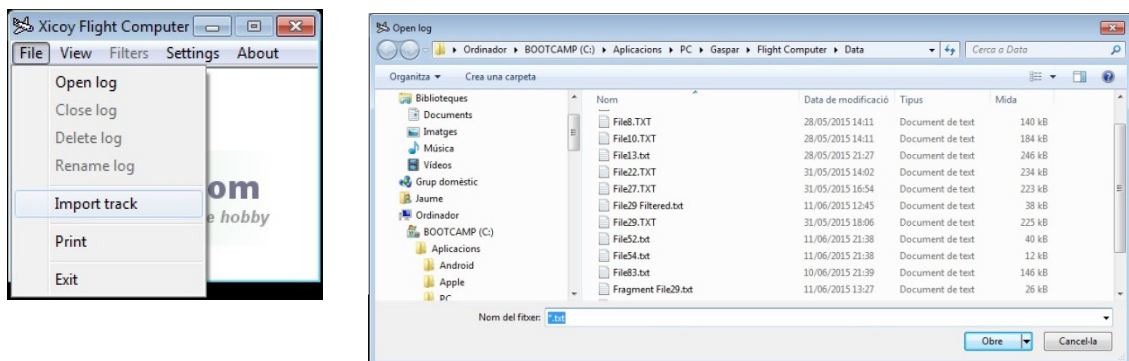 Xicoy Flight Computer
File View Filters Settings About
Open log
Close log
Delete log
Rename log
Import track
Print
Exit
om
e hobby
Open log
Ordinador BOOTCAMP (C:) Aplicacions PC Gaspar Flight Computer Data
Cerca a Data
Organitza Crea una carpeta
Biblioteques
Documents
Imatges
Música
Vídeos
Grup domèstic
Jaume
Ordinador
BOOTCAMP (C:)
Aplicacions
Android
Apple
PC
Nom Data de modificació Tipus Mida
File8.TXT 28/05/2015 14:11 Document de text 140 kB
File10.TXT 28/05/2015 14:11 Document de text 184 kB
File13.txt 28/05/2015 21:27 Document de text 246 kB
File22.TXT 31/05/2015 14:02 Document de text 234 kB
File27.TXT 31/05/2015 16:54 Document de text 223 kB
File29 Filtered.txt 11/06/2015 12:45 Document de text 38 kB
File29.TXT 31/05/2015 18:06 Document de text 225 kB
File52.txt 11/06/2015 21:38 Document de text 40 kB
File54.txt 11/06/2015 21:38 Document de text 12 kB
File83.txt 10/06/2015 21:39 Document de text 146 kB
Fragment File29.txt 11/06/2015 13:27 Document de text 26 kB
Nom del fitxer: *.txt
Obre Cancel·la